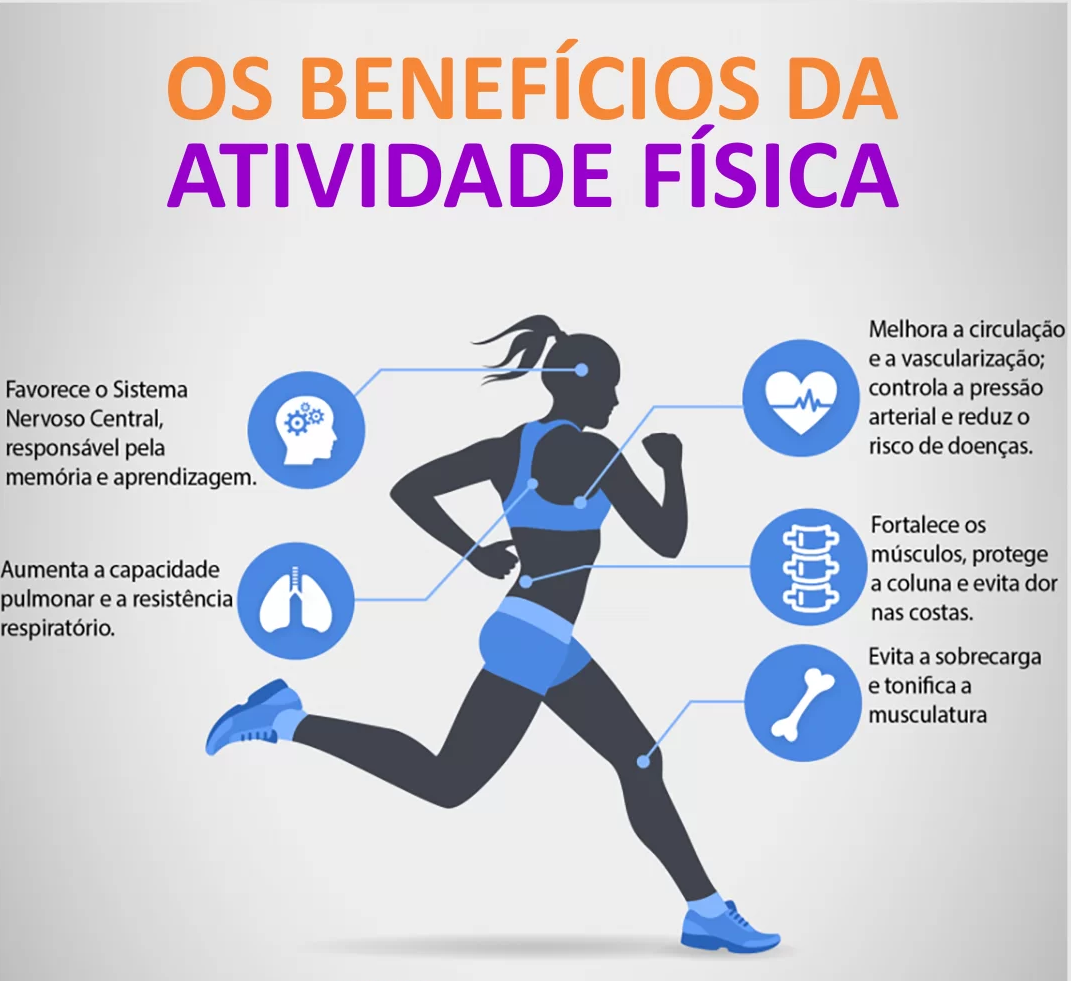 OS BENEFÍCIOS DA
ATIVIDADE FÍSICA
Favorece o Sistema
Nervoso Central,
responsável pela
memória e aprendizagem.
Aumenta a capacidade
pulmonar e a resistência
respiratório.
Melhora a circulação
e a vascularização;
controla a pressão
arterial e reduz o
risco de doenças.
Fortalece os
músculos, protege
a coluna e evita dor
nas costas.
Evita a sobrecarga
e tonifica a
musculatura